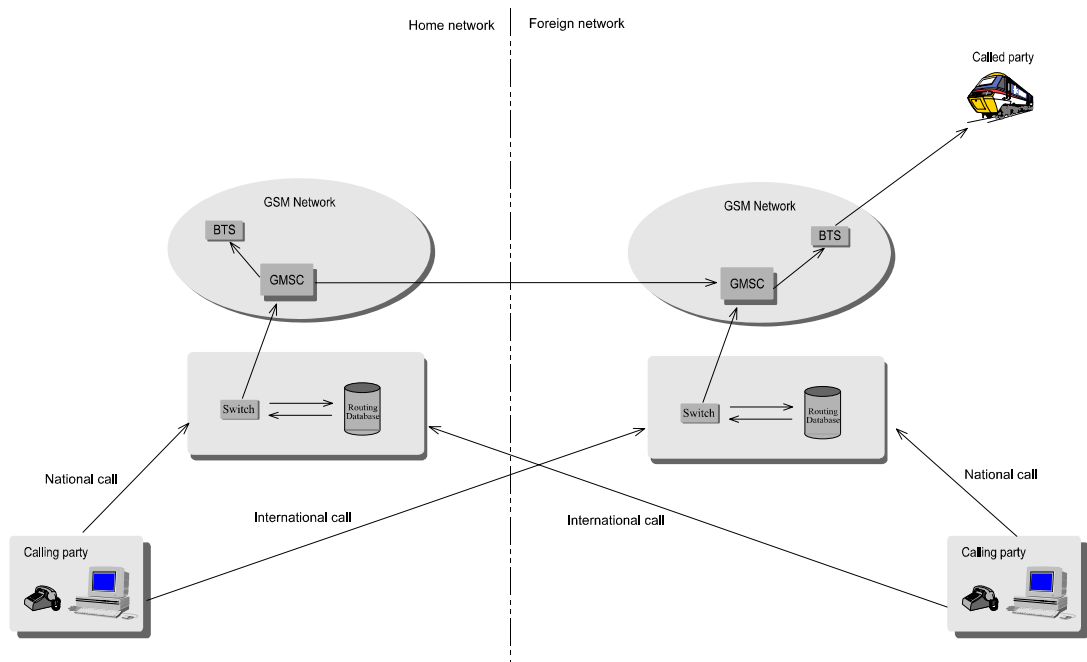 Home network
Foreign network
Called party
GSM Network
BTS
GMSC
GSM Network
BTS
GMSC
Switch
Routing
Database
Switch
Routing
Database
National call
International call
International call
National call
Calling party
Calling party